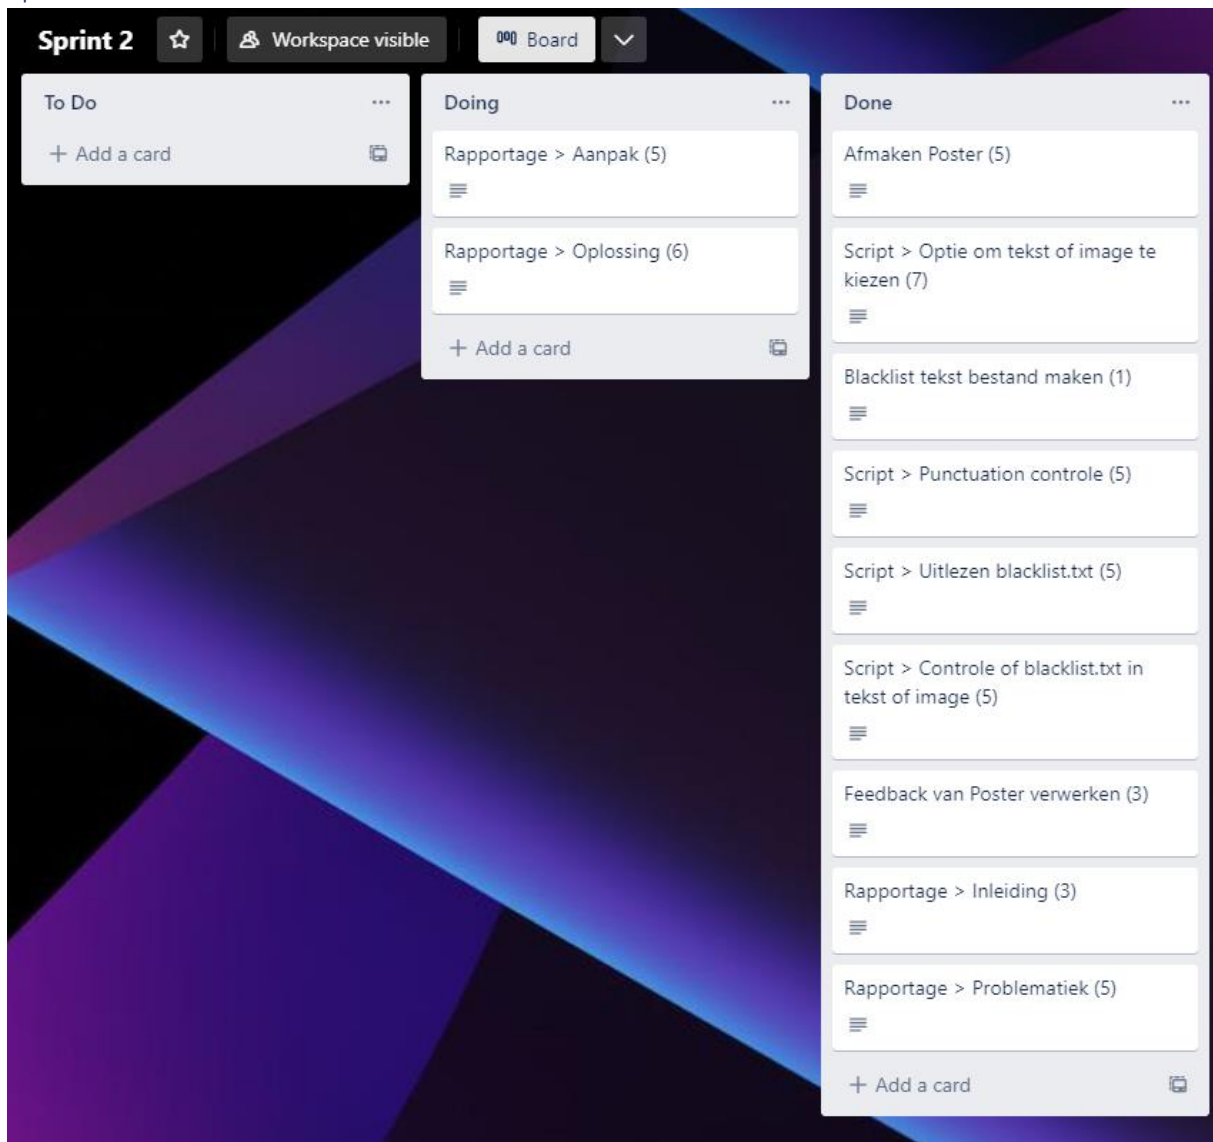 Sprint 2
Workspace visible
Board
To Do
Add a card
Doing
Rapportage > Aanpak (5)
Rapportage > Oplossing (6)
Add a card
Done
Afmaken Poster (5)
Script > Optie om tekst of image te
kiezen (7)
Blacklist tekst bestand maken (1)
Script > Punctuation controle (5)
Script > Uitlezen blacklist.txt (5)
Script > Controle of blacklist.txt in
tekst of image (5)
Feedback van Poster verwerken (3)
Rapportage > Inleiding (3)
Rapportage > Problematiek (5)
Add a card